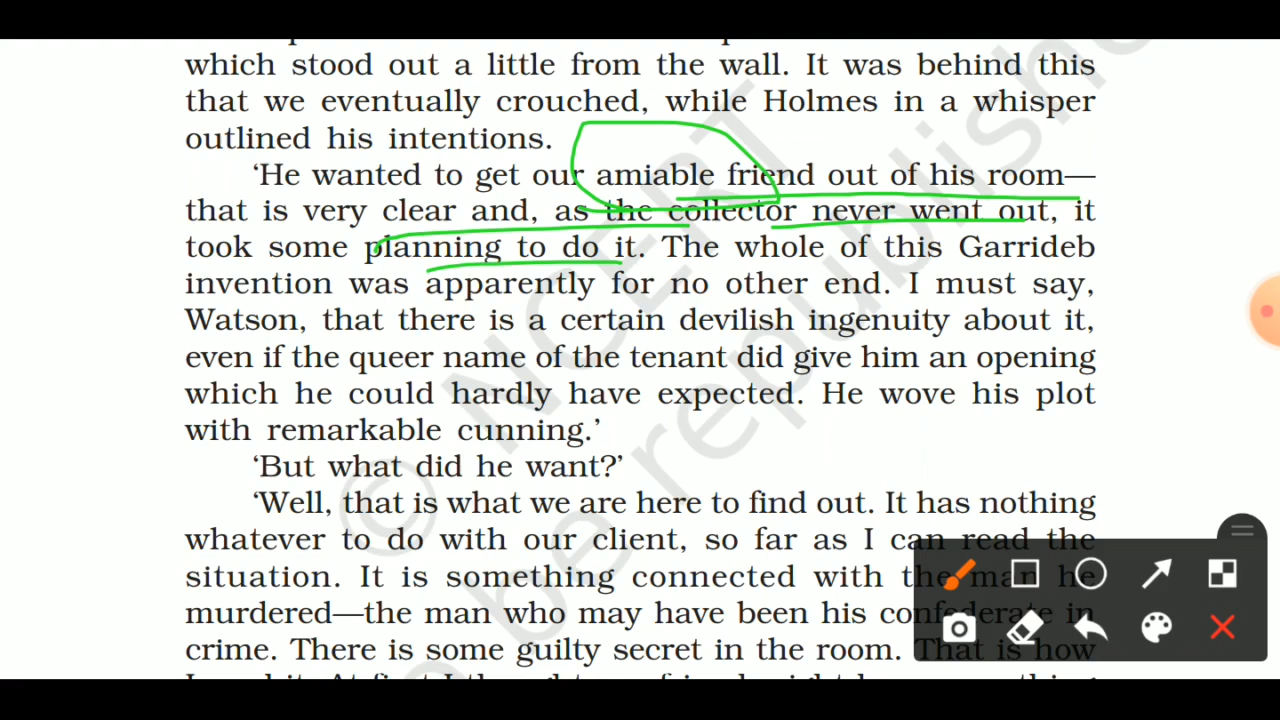 which stood out a little from the wall. It was behind this
that we eventually crouched, while Holmes in a whisper
outlined his intentions.
‘He wanted to get our amiable friend out of his room—
that is very clear and, as the collector never went out, it
took some planning to do it. The whole of this Garrideb
invention was apparently for no other end. I must say,
Watson, that there is a certain devilish ingenuity about it,
even if the queer name of the tenant did give him an opening
which he could hardly have expected. He wove his plot
with remarkable cunning.’
‘But what did he want?’
‘Well, that is what we are here to find out. It has nothing
whatever to do with our client, so far as I can read the
situation. It is something connected with the man he
murdered—the man who may have been his confederate in
crime. There is some guilty secret in the room. That is how
© NCERT
be republished